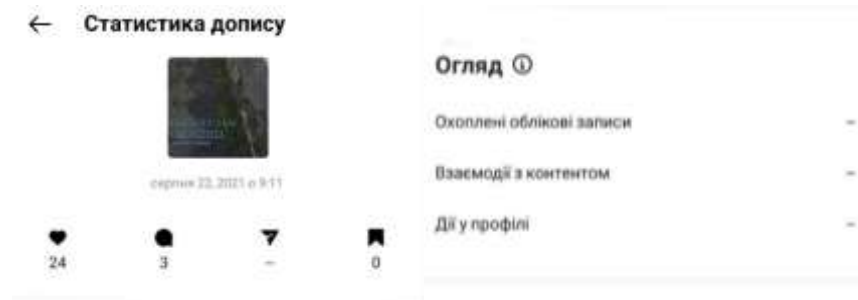 ← Статистика допису
серпня 22, 2021 о 9:11
24 3 – 0
Огляд
Охоплені облікові записи –
Взаємодії з контентом –
Дії у профілі –